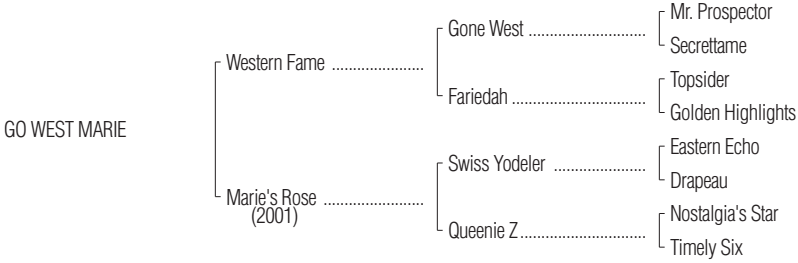 Mr. Prospector
Gone West ..............................
Secrettame
Western Fame ........................
Topsider
Fariedah ..................................
Golden Highlights
GO WEST MARIE
Eastern Echo
Swiss Yodeler ........................
Drapeau
Marie's Rose ..........................
(2001)
Nostalgia's Star
Queenie Z................................
Timely Six